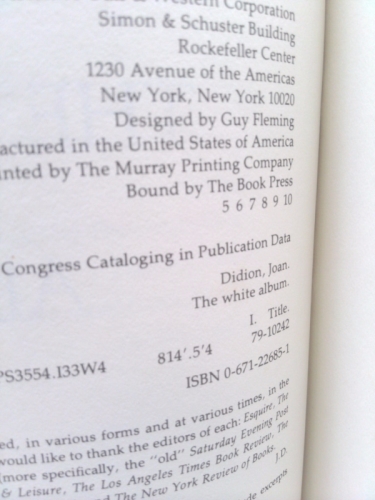 & Western Corporation
Simon & Schuster Building
Rockefeller Center
1230 Avenue of the Americas
New York, New York 10020
Designed by Guy Fleming
actured in the United States of America
inted by The Murray Printing Company
Bound by The Book Press
5 6 7 8 9 10
Congress Cataloging in Publication Data
Didion, Joan.
The white album.
I. Title.
PS3554.I33W4 814'.5'4 79-10242
ISBN 0-671-22685-1
ed, in various forms and at various times, in the
would like to thank the editors of each: Esquire, The
(more specifically, the "old" Saturday Evening Post
& Leisure, The Los Angeles Times Book Review, The
and The New York Review of Books.
J.D.
excerpts